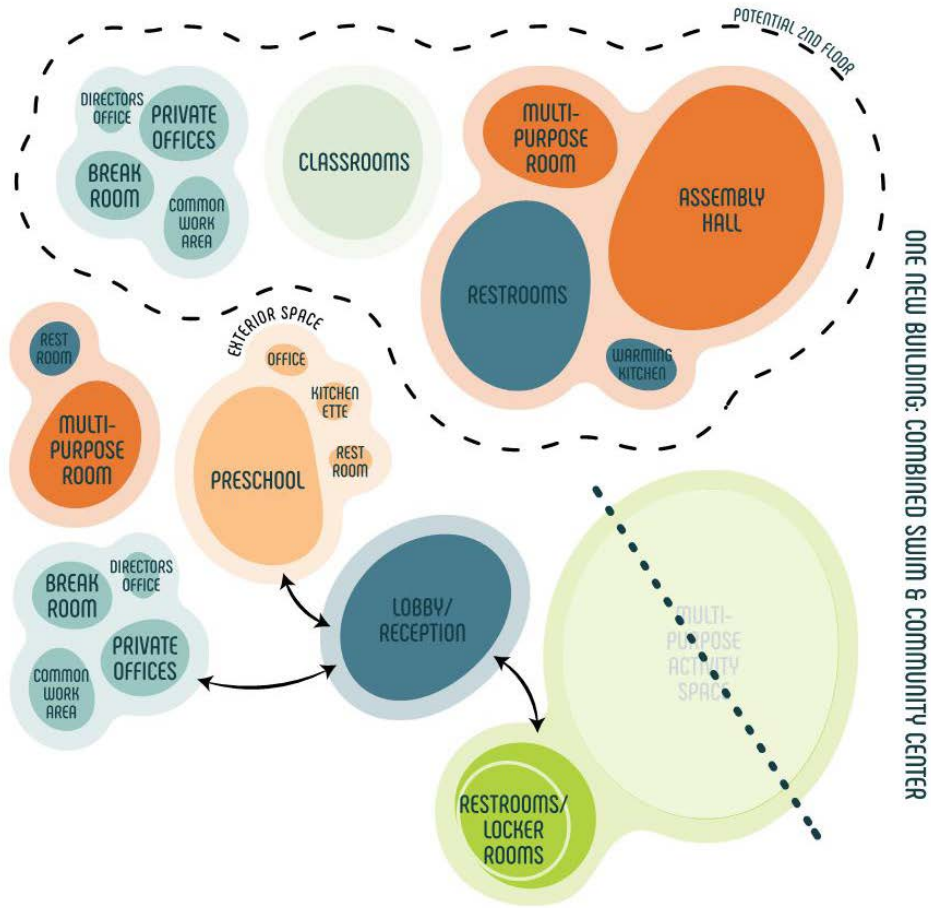 POTENTIAL 2ND FLOOR
DIRECTORS
OFFICE
PRIVATE
OFFICES
BREAK
ROOM
COMMON
WORK
AREA
CLASSROOMS
MULTI-
PURPOSE
ROOM
ASSEMBLY
HALL
RESTROOMS
WARMING
KITCHEN
REST
ROOM
MULTI-
PURPOSE
ROOM
EXTERIOR SPACE
OFFICE
KITCHEN
ETTE
REST
ROOM
PRESCHOOL
BREAK
ROOM
DIRECTORS
OFFICE
PRIVATE
OFFICES
COMMON
WORK
AREA
LOBBY/
RECEPTION
MULTI-
PURPOSE
ACTIVITY
SPACE
RESTROOMS/
LOCKER
ROOMS
ONE NEW BUILDING: COMBINED SWIM & COMMUNITY CENTER